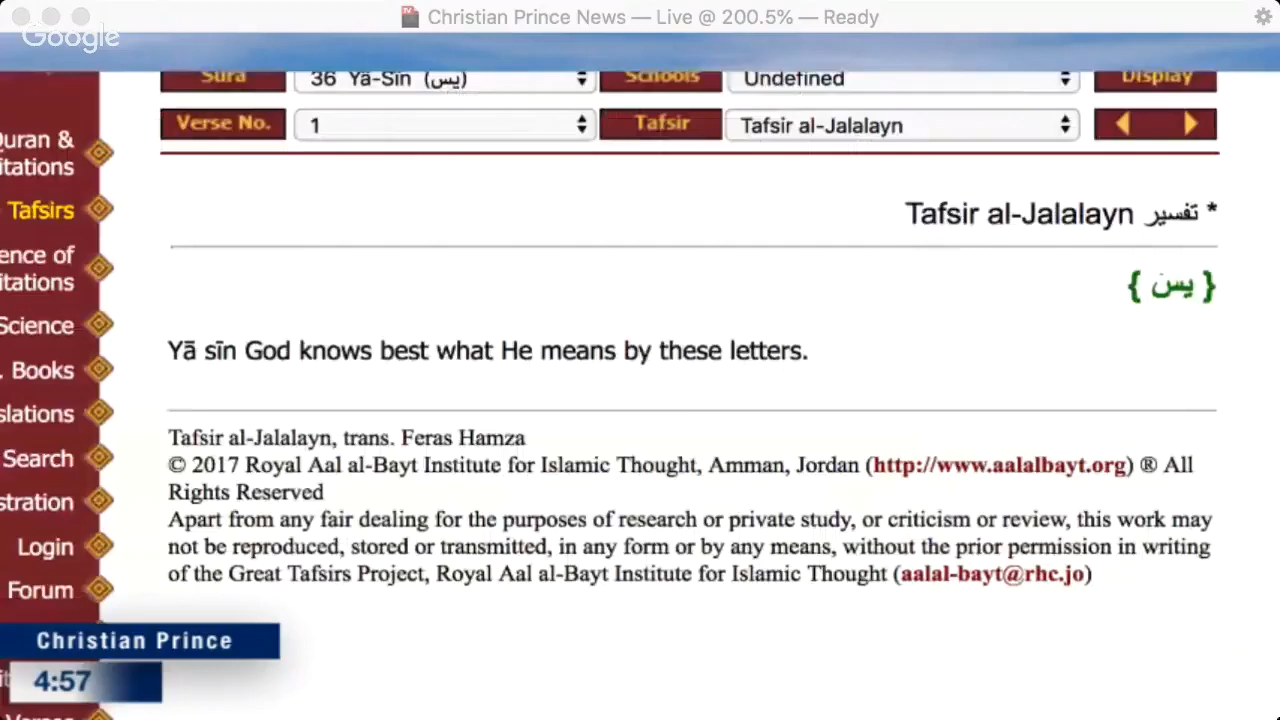 Christian Prince News — Live @ 200.5% — Ready
Google
Sura 36 Yā-Sīn (يس) Schools Undefined Display
Verse No. 1 Tafsir Tafsir al-Jalalayn
Quran &
Tafsirs
Science
Books
Search
Login
Forum
* تفسير Tafsir al-Jalalayn
{ يسۤ }
Yā sīn God knows best what He means by these letters.
Tafsir al-Jalalayn, trans. Feras Hamza
© 2017 Royal Aal al-Bayt Institute for Islamic Thought, Amman, Jordan (http://www.aalalbayt.org) ® All
Rights Reserved
Apart from any fair dealing for the purposes of research or private study, or criticism or review, this work may
not be reproduced, stored or transmitted, in any form or by any means, without the prior permission in writing
of the Great Tafsirs Project, Royal Aal al-Bayt Institute for Islamic Thought (aalal-bayt@rhc.jo)
Christian Prince
4:57